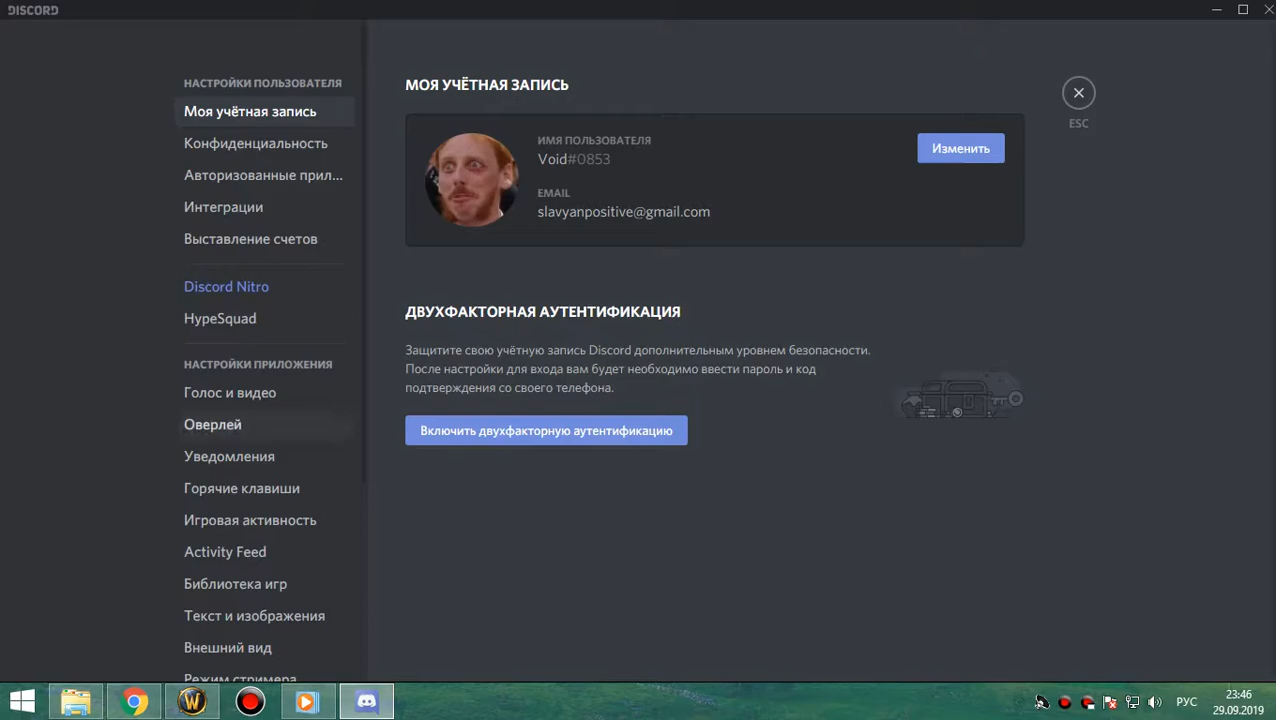 DISCORD
НАСТРОЙКИ ПОЛЬЗОВАТЕЛЯ
Моя учётная запись
Конфиденциальность
Авторизованные прил...
Интеграции
Выставление счетов
Discord Nitro
HypeSquad
НАСТРОЙКИ ПРИЛОЖЕНИЯ
Голос и видео
Оверлей
Уведомления
Горячие клавиши
Игровая активность
Activity Feed
Библиотека игр
Текст и изображения
Внешний вид
Режим стримера
МОЯ УЧЁТНАЯ ЗАПИСЬ
ИМЯ ПОЛЬЗОВАТЕЛЯ
Void#0853
EMAIL
slavyanpositive@gmail.com
Изменить
ESC
ДВУХФАКТОРНАЯ АУТЕНТИФИКАЦИЯ
Защитите свою учётную запись Discord дополнительным уровнем безопасности.
После настройки для входа вам будет необходимо ввести пароль и код
подтверждения со своего телефона.
Включить двухфакторную аутентификацию
РУС
23:46
29.09.2019